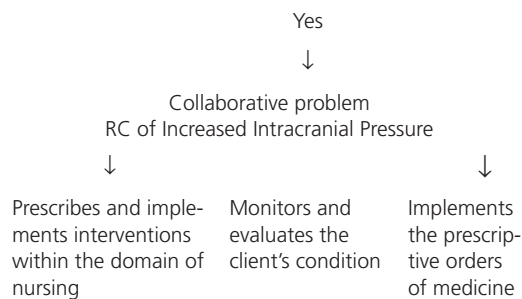 Yes
↓
Collaborative problem
RC of Increased Intracranial Pressure
↓ ↓
Prescribes and imple-
ments interventions
within the domain of
nursing
Monitors and
evaluates the
client’s condition
Implements
the prescrip-
tive orders
of medicine